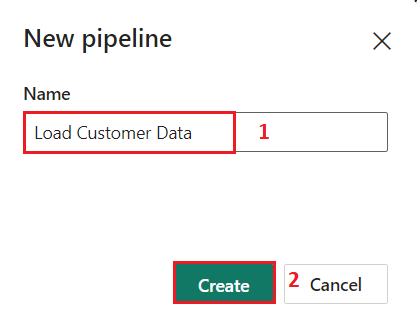 New pipeline
Name
Load Customer Data 1
Create 2 Cancel